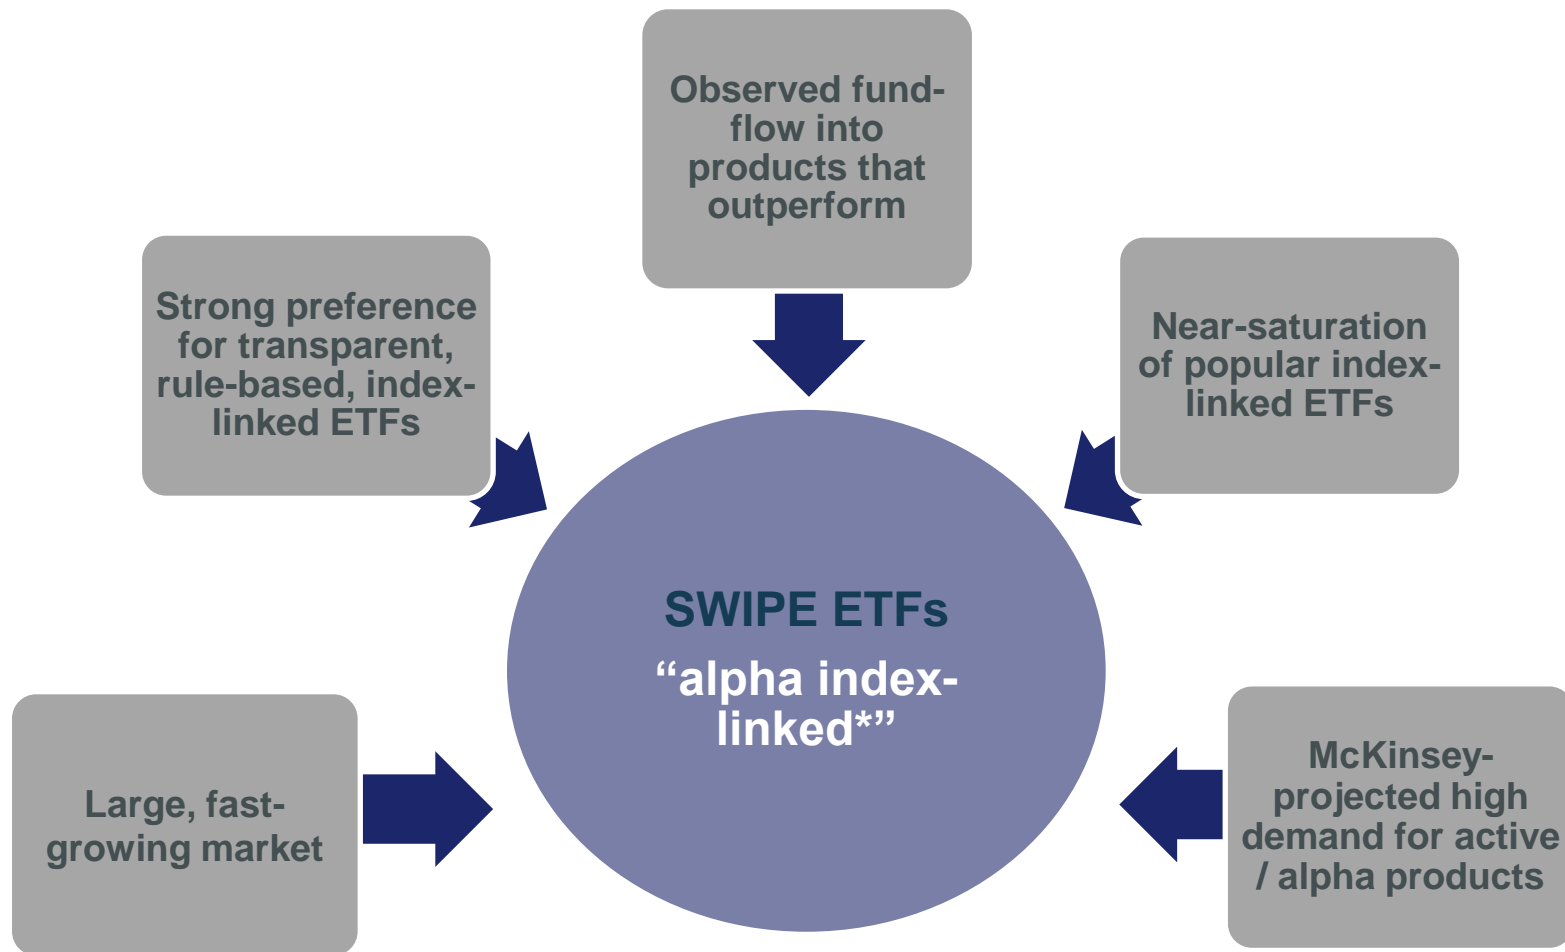 Observed fund-
flow into
products that
outperform
Strong preference
for transparent,
rule-based, index-
linked ETFs
Near-saturation
of popular index-
linked ETFs
SWIPE ETFs
“alpha index-
linked*”
Large, fast-
growing market
McKinsey-
projected high
demand for active
/ alpha products